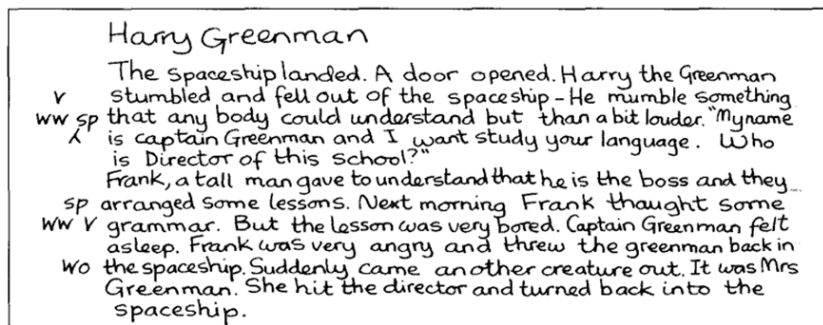 Harry Greenman
The spaceship landed. A door opened. Harry the Greenman
V stumbled and fell out of the spaceship - He mumble something
ww sp that any body could understand but than a bit louder. "My name
⋏ is captain Greenman and I want study your language. Who
is Director of this school?"
Frank, a tall man gave to understand that he is the boss and they
sp arranged some lessons. Next morning Frank thought some
ww V grammar. But the lesson was very bored. Captain Greenman felt
asleep. Frank was very angry and threw the greenman back in
wo the spaceship. Suddenly came another creature out. It was Mrs
Greenman. She hit the director and turned back into the
spaceship.